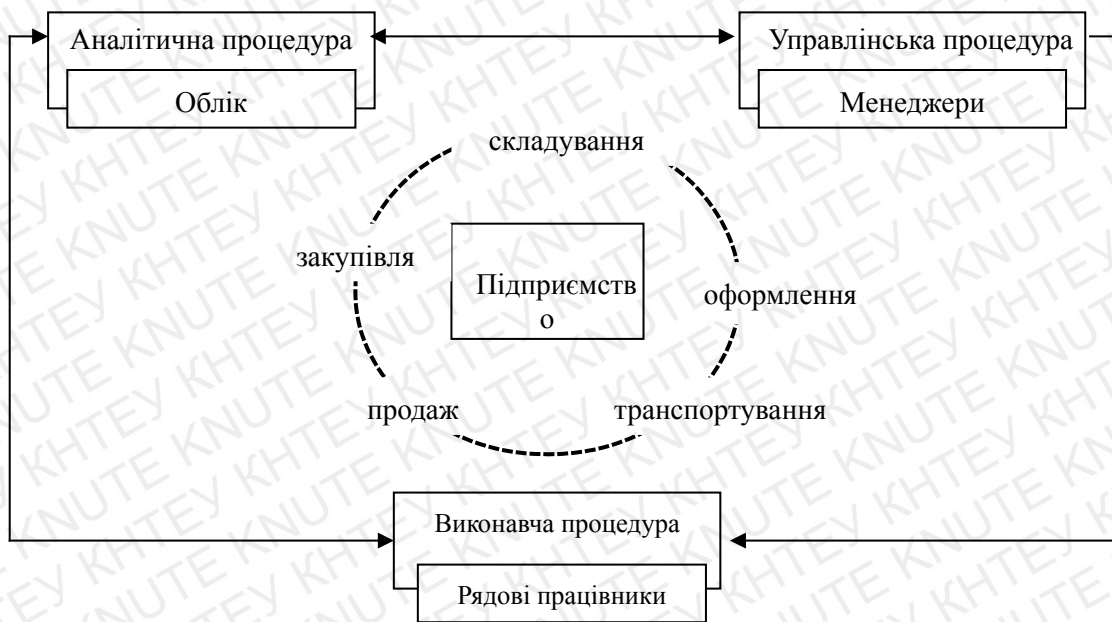 Аналітична процедура
Облік
Управлінська процедура
Менеджери
складування
закупівля
Підприємств
о
оформлення
продаж
транспортування
Виконавча процедура
Рядові працівники